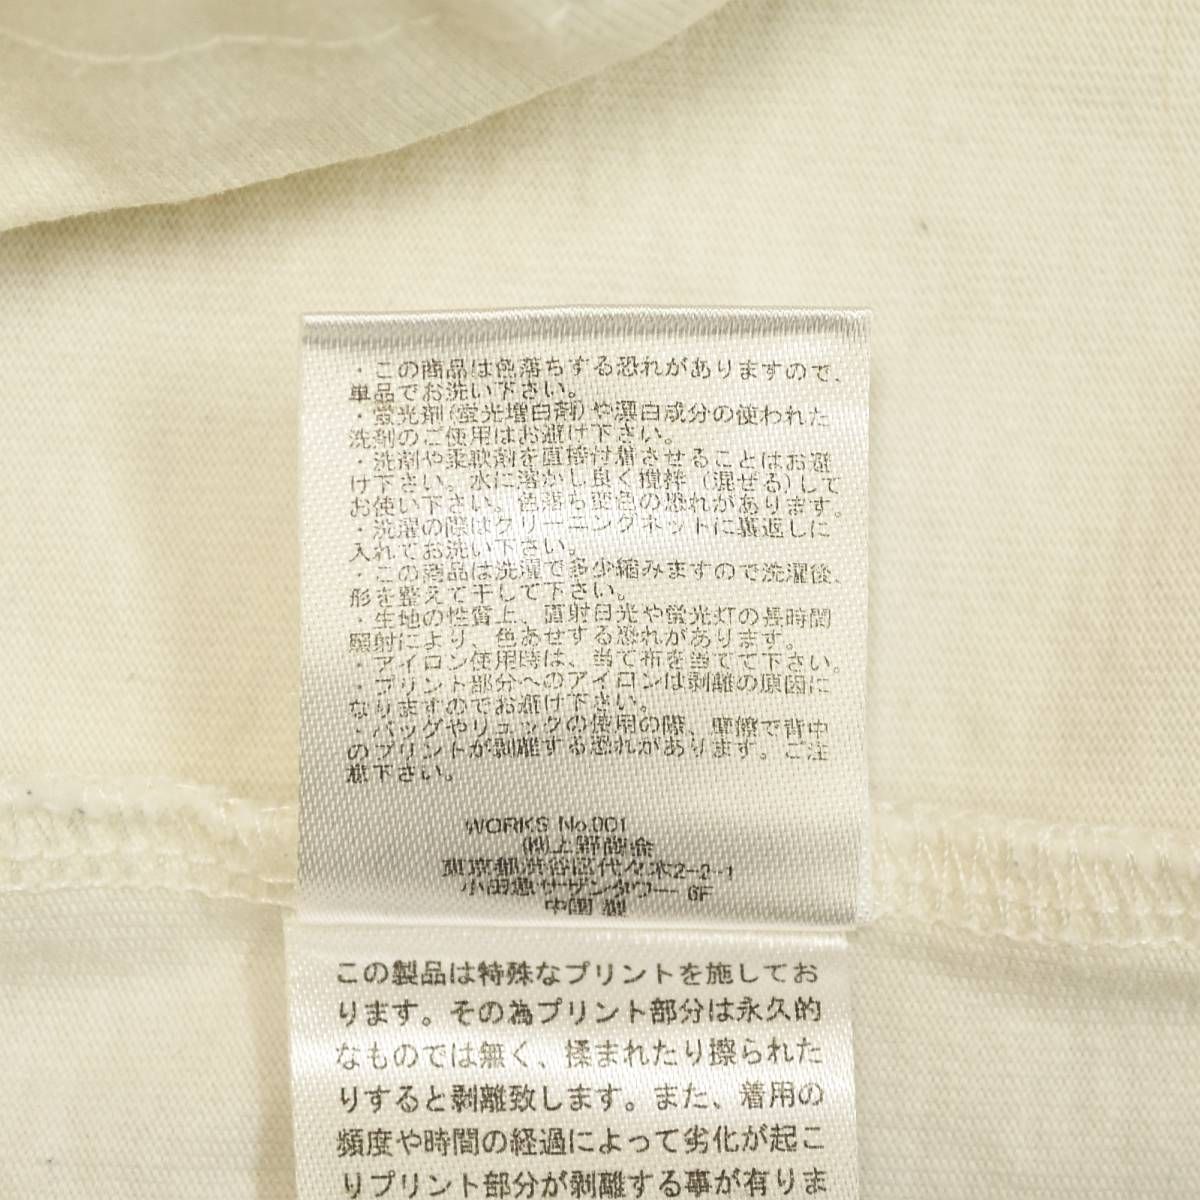 ・この商品は色落ちする恐れがありますので、
単品でお洗い下さい。
・蛍光剤(蛍光増白剤)や漂白成分の使われた
洗剤のご使用はお避け下さい。
・洗剤や柔軟剤を直接付着させることはお避
け下さい。水に溶かし良く撹拌(混ぜる)して
お使い下さい。色落ち変色の恐れがあります。
・洗濯の際はクリーニングネットに裏返しに
入れてお洗い下さい。
・この商品は洗濯で多少縮みますので洗濯後、
形を整えて干して下さい。
・生地の性質上、直射日光や蛍光灯の長時間
照射により、色あせする恐れがあります。
・アイロン使用時は、当て布を当てて下さい。
・プリント部分へのアイロンは剥離の原因に
なりますのでお避け下さい。
・バッグやリュックの使用の際、摩擦で背中
のプリントが剥離する恐れがあります。ご注
意下さい。
WORKS No.001
㈱上野商会
東京都渋谷区代々木2-2-1
小田急サザンタワー 6F
中国製
この製品は特殊なプリントを施してお
ります。その為プリント部分は永久的
なものでは無く、揉まれたり擦られた
りすると剥離致します。また、着用の
頻度や時間の経過によって劣化が起こ
りプリント部分が剥離する事が有りま